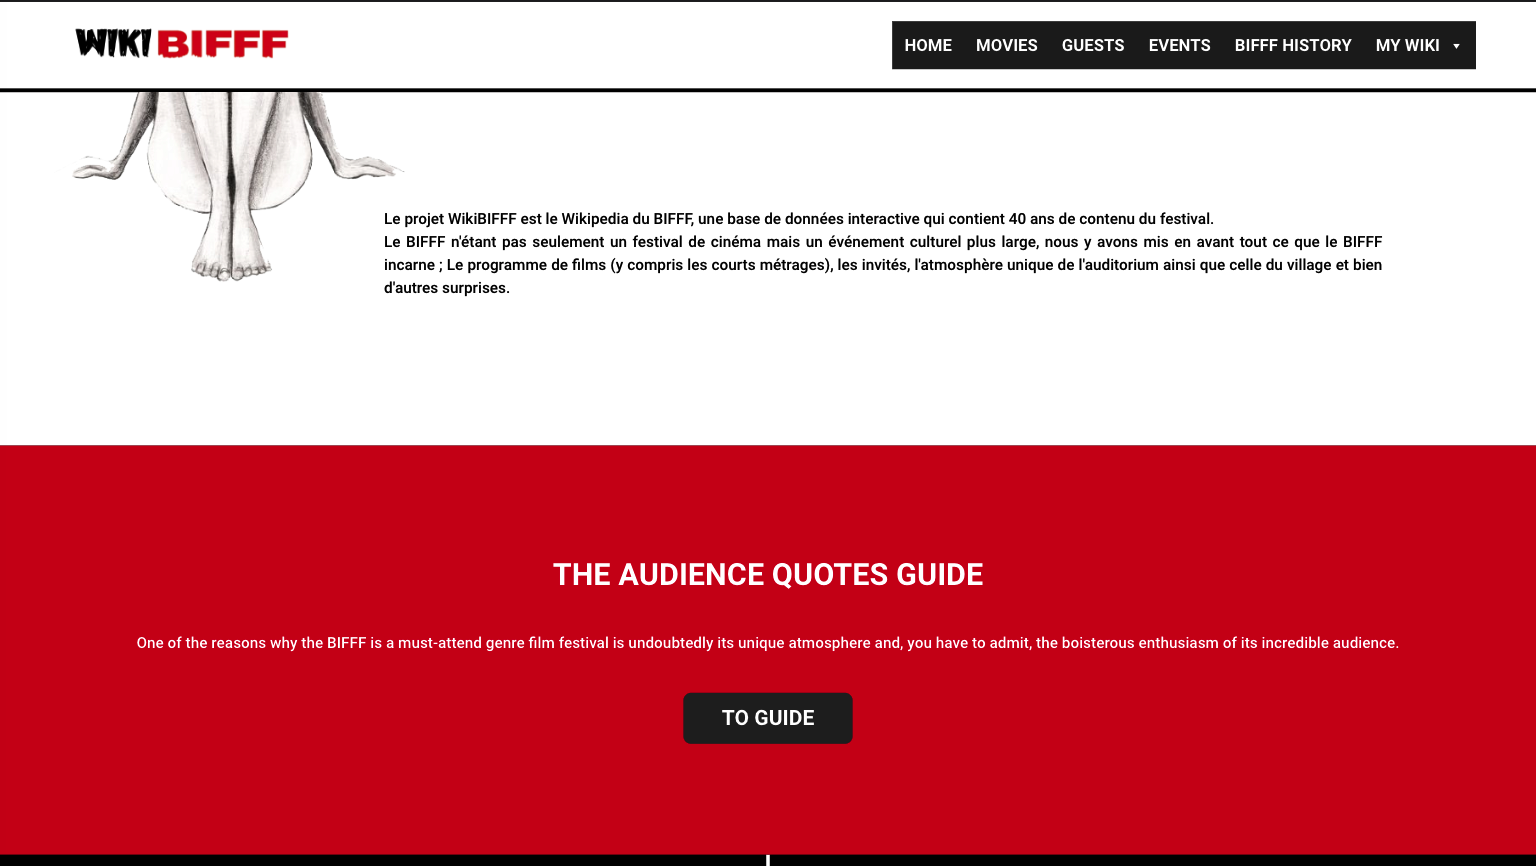 WIKI BIFFF
HOME MOVIES GUESTS EVENTS BIFFF HISTORY MY WIKI
Le projet WikiBIFFF est le Wikipedia du BIFFF, une base de données interactive qui contient 40 ans de contenu du festival.
Le BIFFF n'étant pas seulement un festival de cinéma mais un événement culturel plus large, nous y avons mis en avant tout ce que le BIFFF
incarne ; Le programme de films (y compris les courts métrages), les invités, l'atmosphère unique de l'auditorium ainsi que celle du village et bien
d'autres surprises.
THE AUDIENCE QUOTES GUIDE
One of the reasons why the BIFFF is a must-attend genre film festival is undoubtedly its unique atmosphere and, you have to admit, the boisterous enthusiasm of its incredible audience.
TO GUIDE